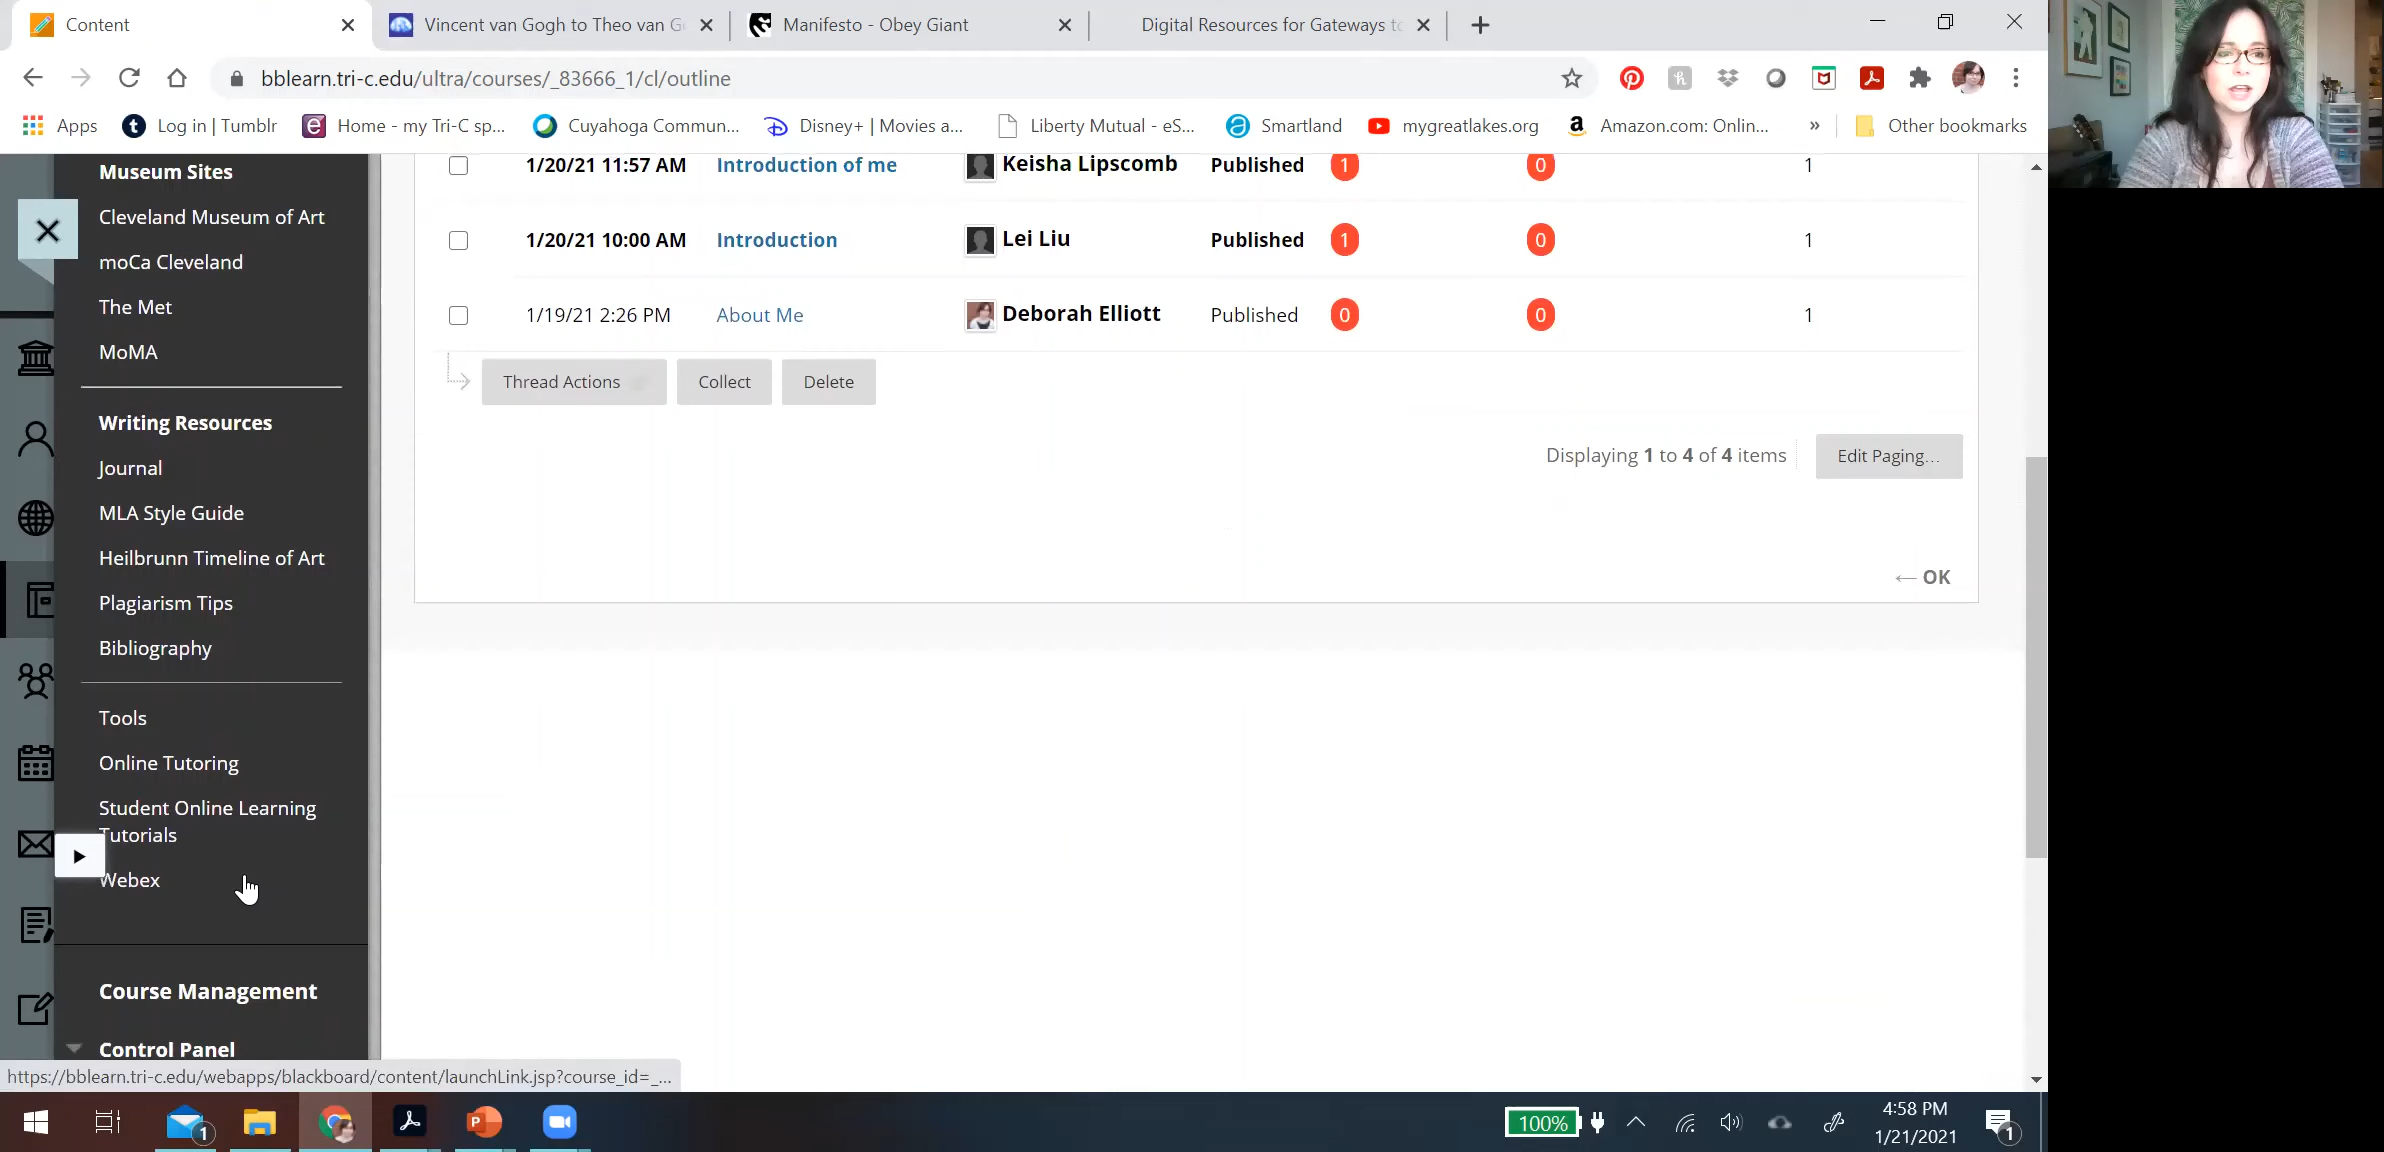 Content
Vincent van Gogh to Theo van G
Manifesto - Obey Giant
Digital Resources for Gateways to
bblearn.tri-c.edu/ultra/courses/_83666_1/cl/outline
Apps
Log in | Tumblr
Home - my Tri-C sp...
Cuyahoga Commun...
Disney+ | Movies a...
Liberty Mutual - eS...
Smartland
mygreatlakes.org
Amazon.com: Onlin...
»
Other bookmarks
Museum Sites
Cleveland Museum of Art
moCa Cleveland
The Met
MoMA
Writing Resources
Journal
MLA Style Guide
Heilbrunn Timeline of Art
Plagiarism Tips
Bibliography
Tools
Online Tutoring
Student Online Learning
Tutorials
Webex
Course Management
Control Panel
1/20/21 11:57 AM Introduction of me Keisha Lipscomb Published 1 0 1
1/20/21 10:00 AM Introduction Lei Liu Published 1 0 1
1/19/21 2:26 PM About Me Deborah Elliott Published 0 0 1
Thread Actions Collect Delete
Displaying 1 to 4 of 4 items Edit Paging...
← OK
https://bblearn.tri-c.edu/webapps/blackboard/content/launchLink.jsp?course_id=_...
1
100%
4:58 PM
1/21/2021
1